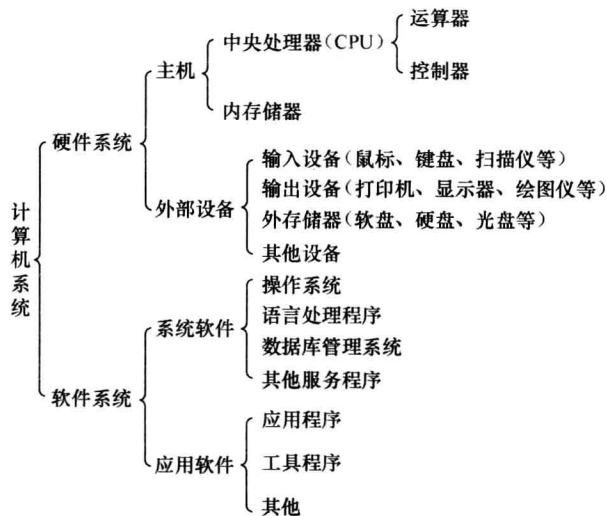 计算机系统
硬件系统
主机
中央处理器（CPU）
运算器
控制器
内存储器
外部设备
输入设备（鼠标、键盘、扫描仪等）
输出设备（打印机、显示器、绘图仪等）
外存储器（软盘、硬盘、光盘等）
其他设备
软件系统
系统软件
操作系统
语言处理程序
数据库管理系统
其他服务程序
应用软件
应用程序
工具程序
其他